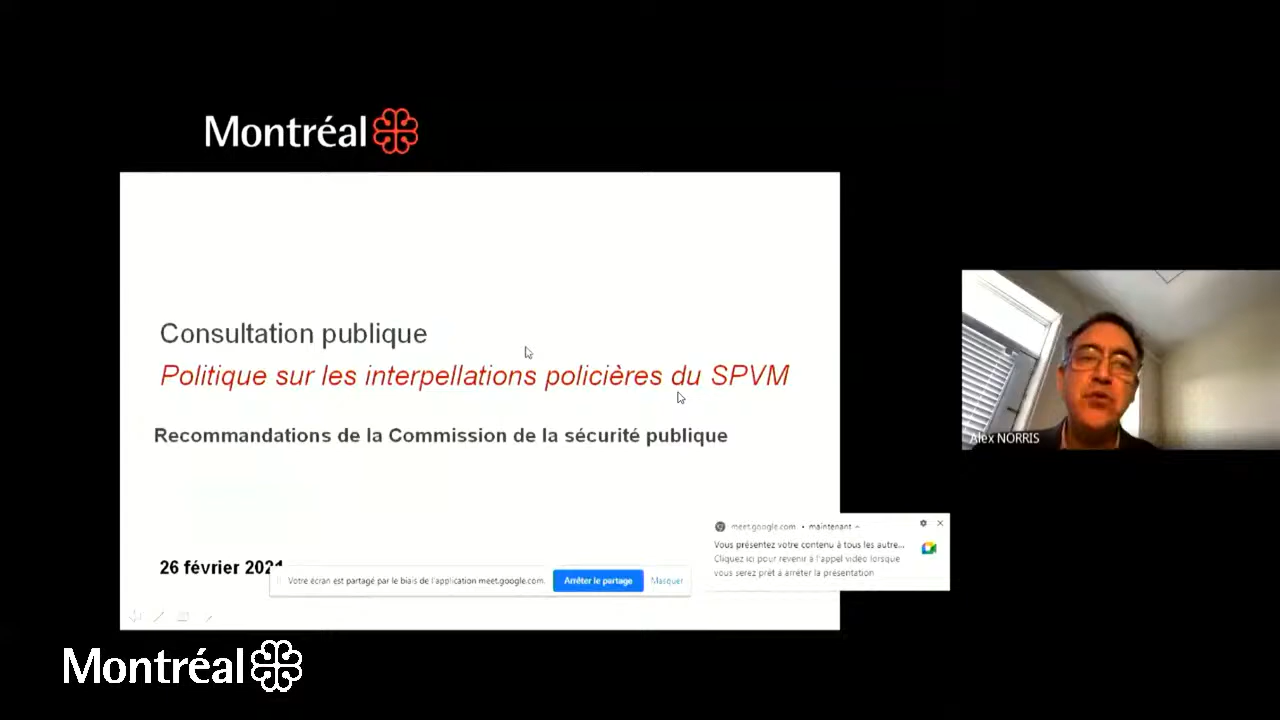 Montréal
Consultation publique
Politique sur les interpellations policières du SPVM
Recommandations de la Commission de la sécurité publique
Alex NORRIS
meet.google.com • maintenant
Vous présentez votre contenu à tous les autre...
Cliquez ici pour revenir à l'appel vidéo lorsque
vous serez prêt à arrêter la présentation
26 février 2021
Votre écran est partagé par le biais de l'application meet.google.com.
Arrêter le partage
Masquer
Montréal